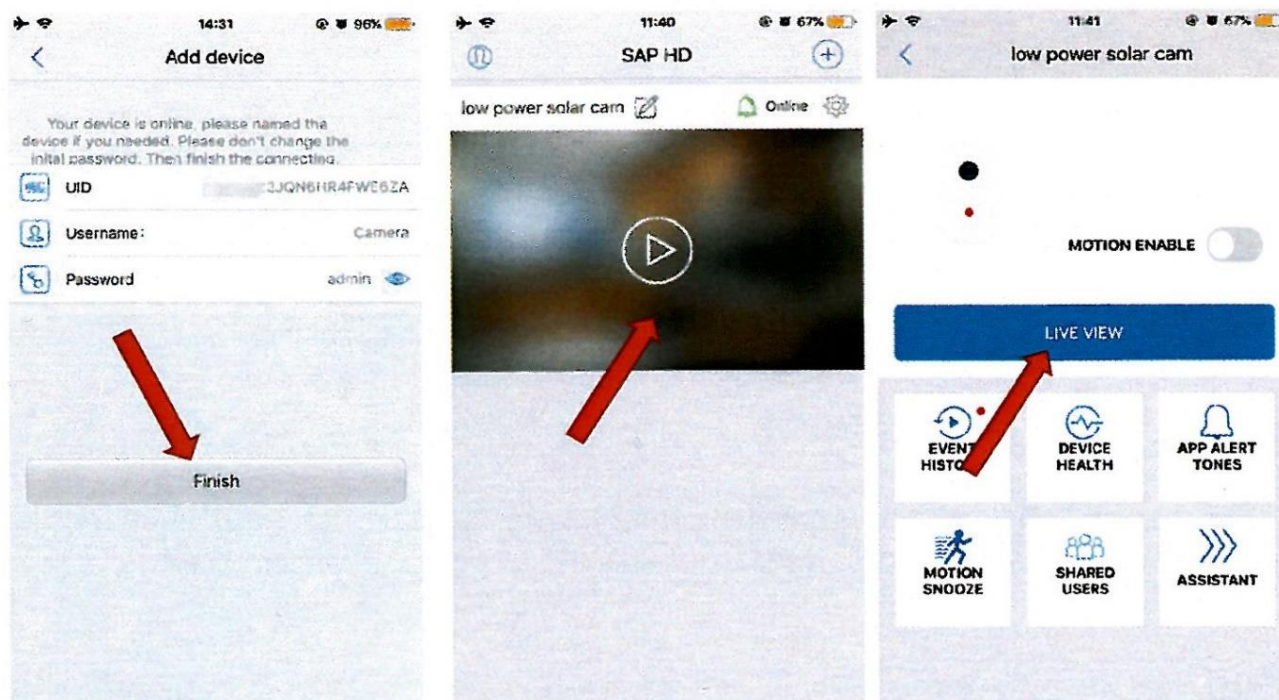 14:31
96%
Add device
Your device is online, please named the
device if you needed. Please don't change the
inital password. Then finish the connecting.
UID
3JQN6HR4FWE6ZA
Username:
Camera
Password
admin
Finish
11:40
67%
SAP HD
low power solar cam
Online
11:41
67%
low power solar cam
MOTION ENABLE
LIVE VIEW
EVENT
DEVICE
HEALTH
APP ALERT
TONES
MOTION
SNOOZE
SHARED
USERS
ASSISTANT